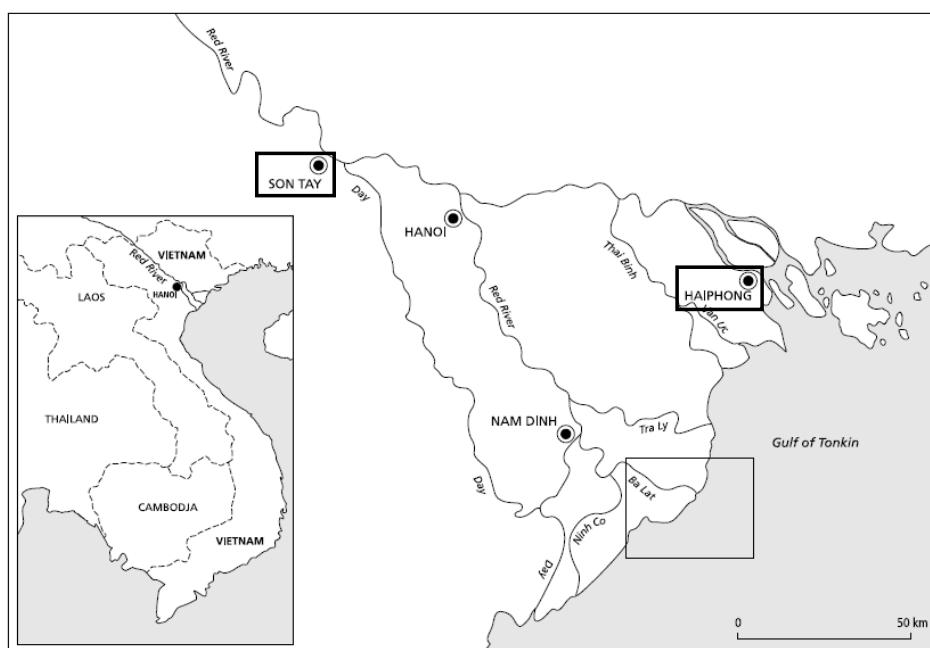 Red River
SON TAY
Day
HANOI
Thai Binh
Red River
HAIPHONG
Van Uc
NAM DINH
Tra Ly
Gulf of Tonkin
Day
Ba Lat
Ninh Co
Day
0 50 km
VIETNAM
Red River
HANOI
LAOS
THAILAND
CAMBODJA
VIETNAM